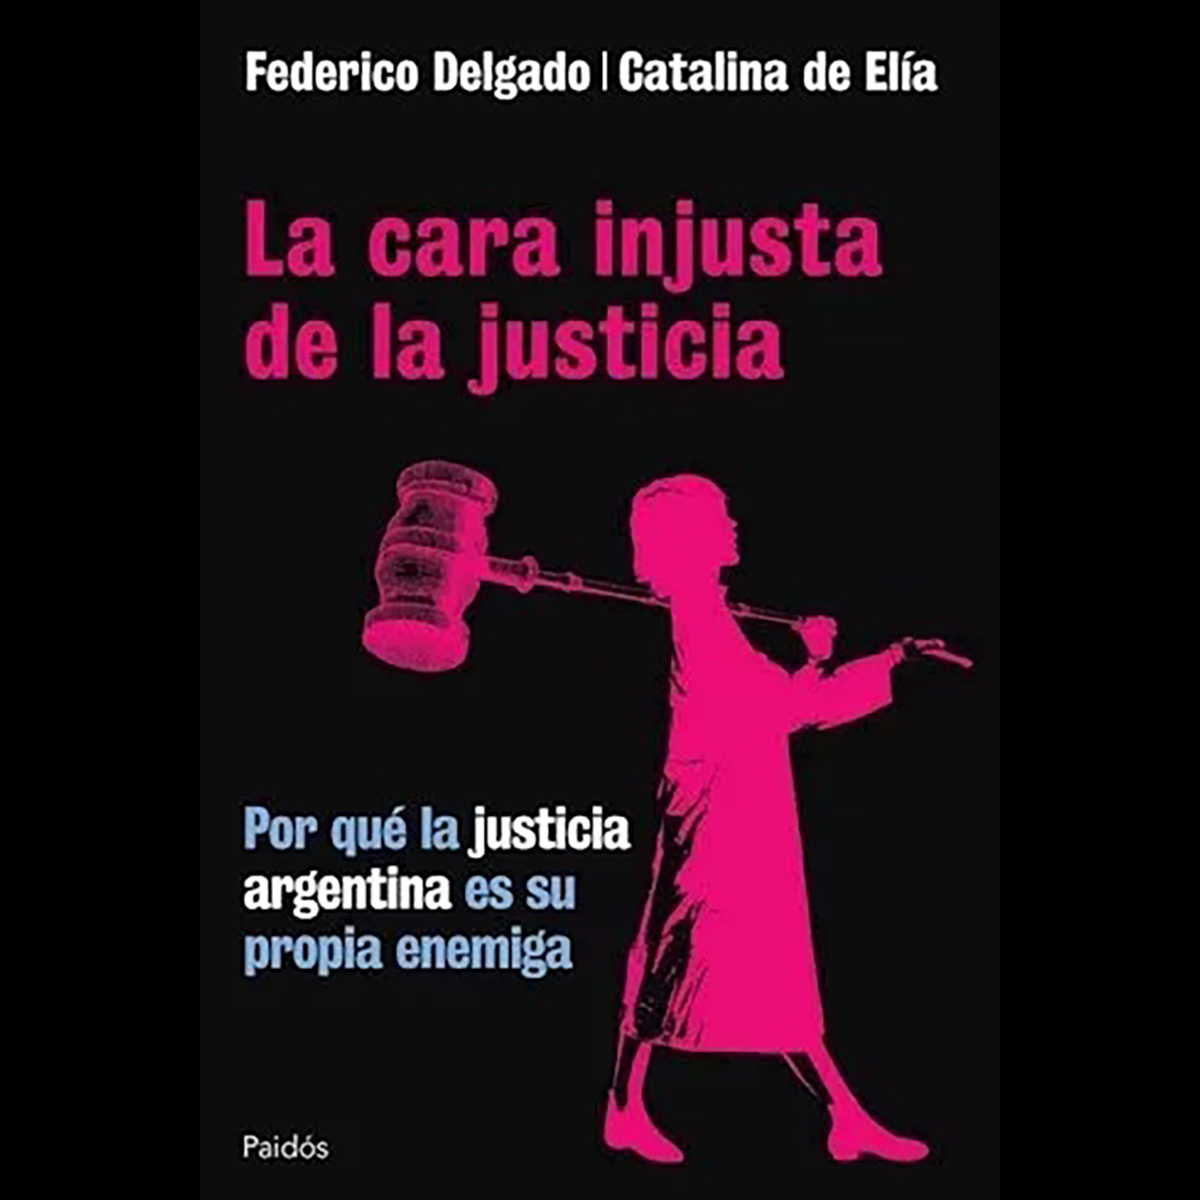 Federico Delgado | Catalina de Elía
La cara injusta
de la justicia
Por qué la justicia
argentina es su
propia enemiga
Paidós